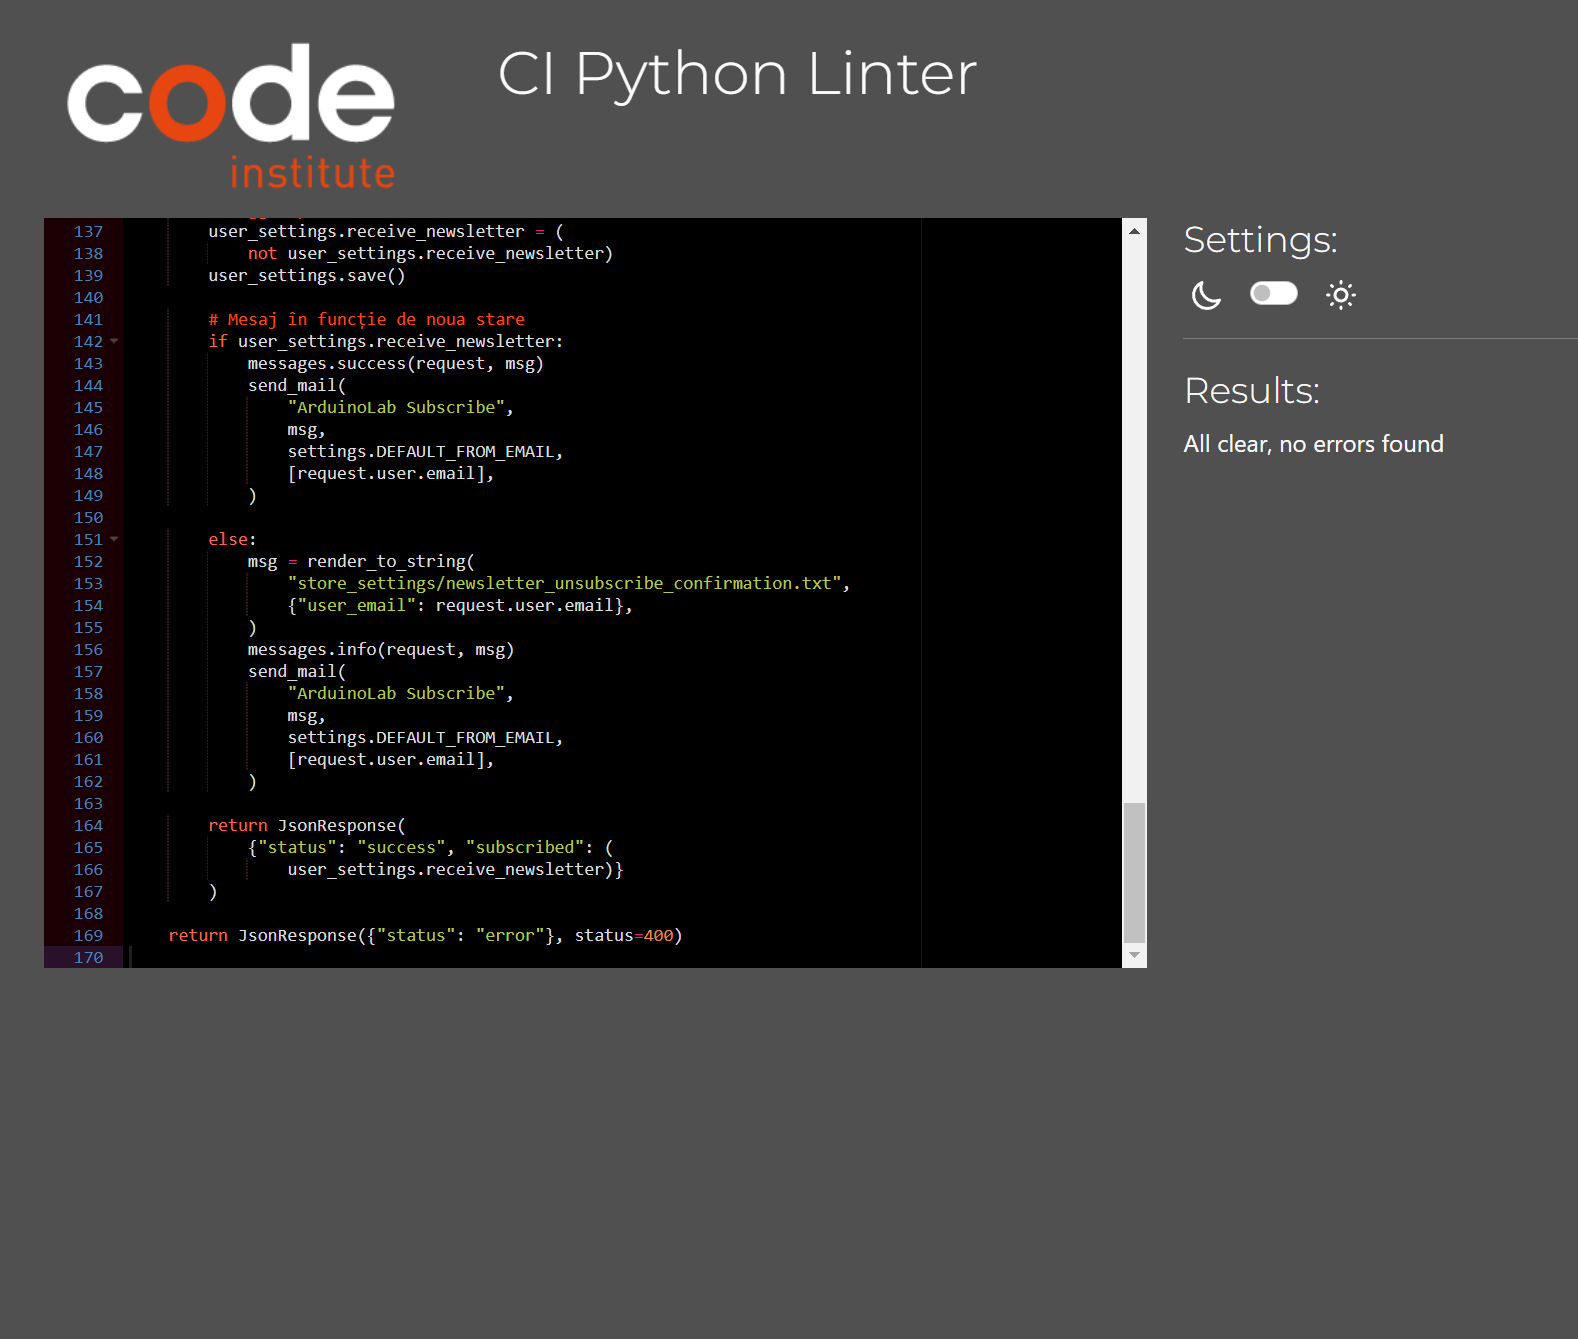 code
institute
CI Python Linter
137 user_settings.receive_newsletter = (
138 not user_settings.receive_newsletter)
139 user_settings.save()
140
141 # Mesaj în funcție de noua stare
142 if user_settings.receive_newsletter:
143 messages.success(request, msg)
144 send_mail(
145 "ArduinoLab Subscribe",
146 msg,
147 settings.DEFAULT_FROM_EMAIL,
148 [request.user.email],
149 )
150
151 else:
152 msg = render_to_string(
153 "store_settings/newsletter_unsubscribe_confirmation.txt",
154 {"user_email": request.user.email},
155 )
156 messages.info(request, msg)
157 send_mail(
158 "ArduinoLab Subscribe",
159 msg,
160 settings.DEFAULT_FROM_EMAIL,
161 [request.user.email],
162 )
163
164 return JsonResponse(
165 {"status": "success", "subscribed": (
166 user_settings.receive_newsletter)}
167 )
168
169 return JsonResponse({"status": "error"}, status=400)
170
Settings:
Results:
All clear, no errors found